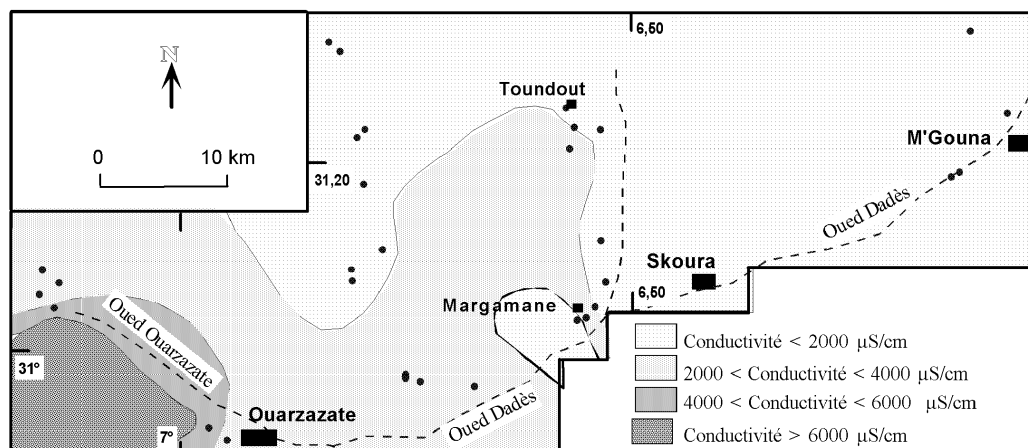 N
0 10 km
6,50
Toundout
M'Gouna
31,20
Oued Dadès
Skoura
6,50
Margamane
Oued Ouarzazate
31°
Ouarzazate
7°
Oued Dadès
Conductivité < 2000 µS/cm
2000 < Conductivité < 4000 µS/cm
4000 < Conductivité < 6000 µS/cm
Conductivité > 6000 µS/cm